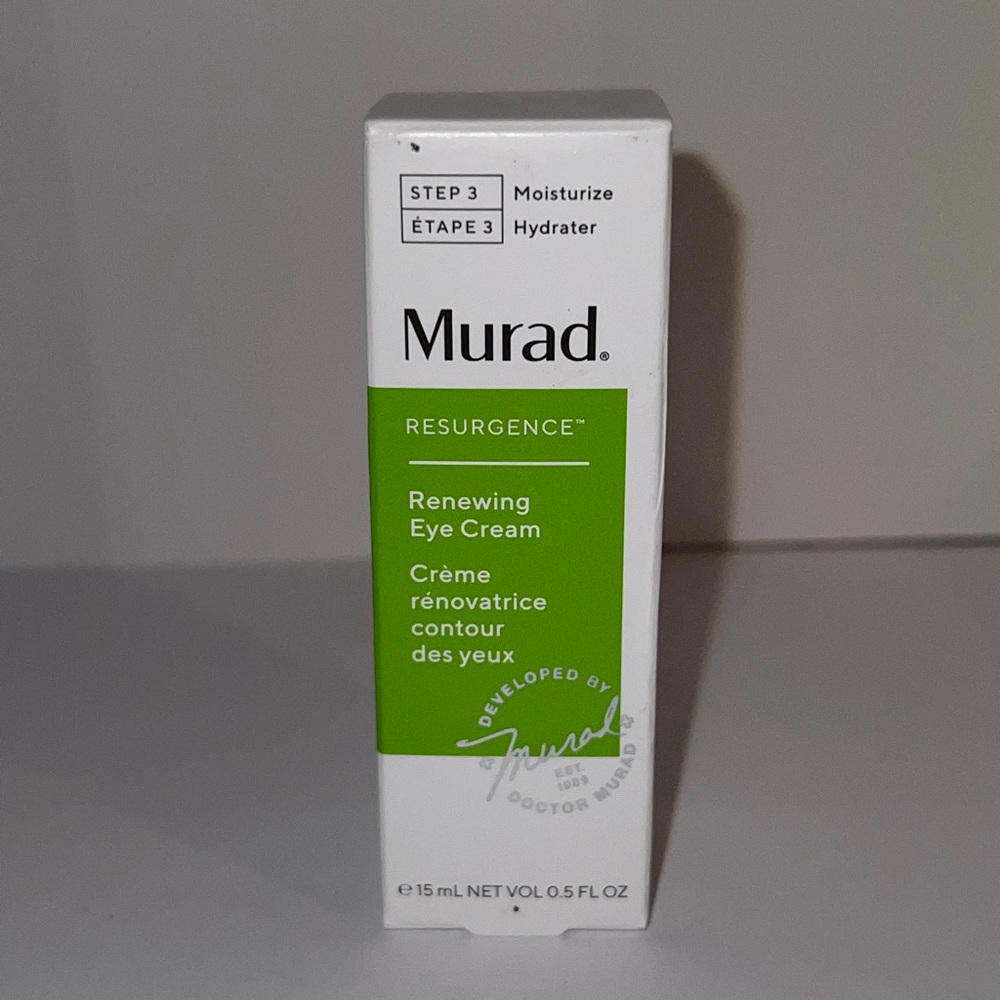 STEP 3 Moisturize
ÉTAPE 3 Hydrater
Murad®
RESURGENCE™
Renewing
Eye Cream
Crème
rénovatrice
contour
des yeux
DEVELOPED BY
Murad
EST.
1989
DOCTOR MURAD
℮ 15 mL NET VOL 0.5 FL OZ